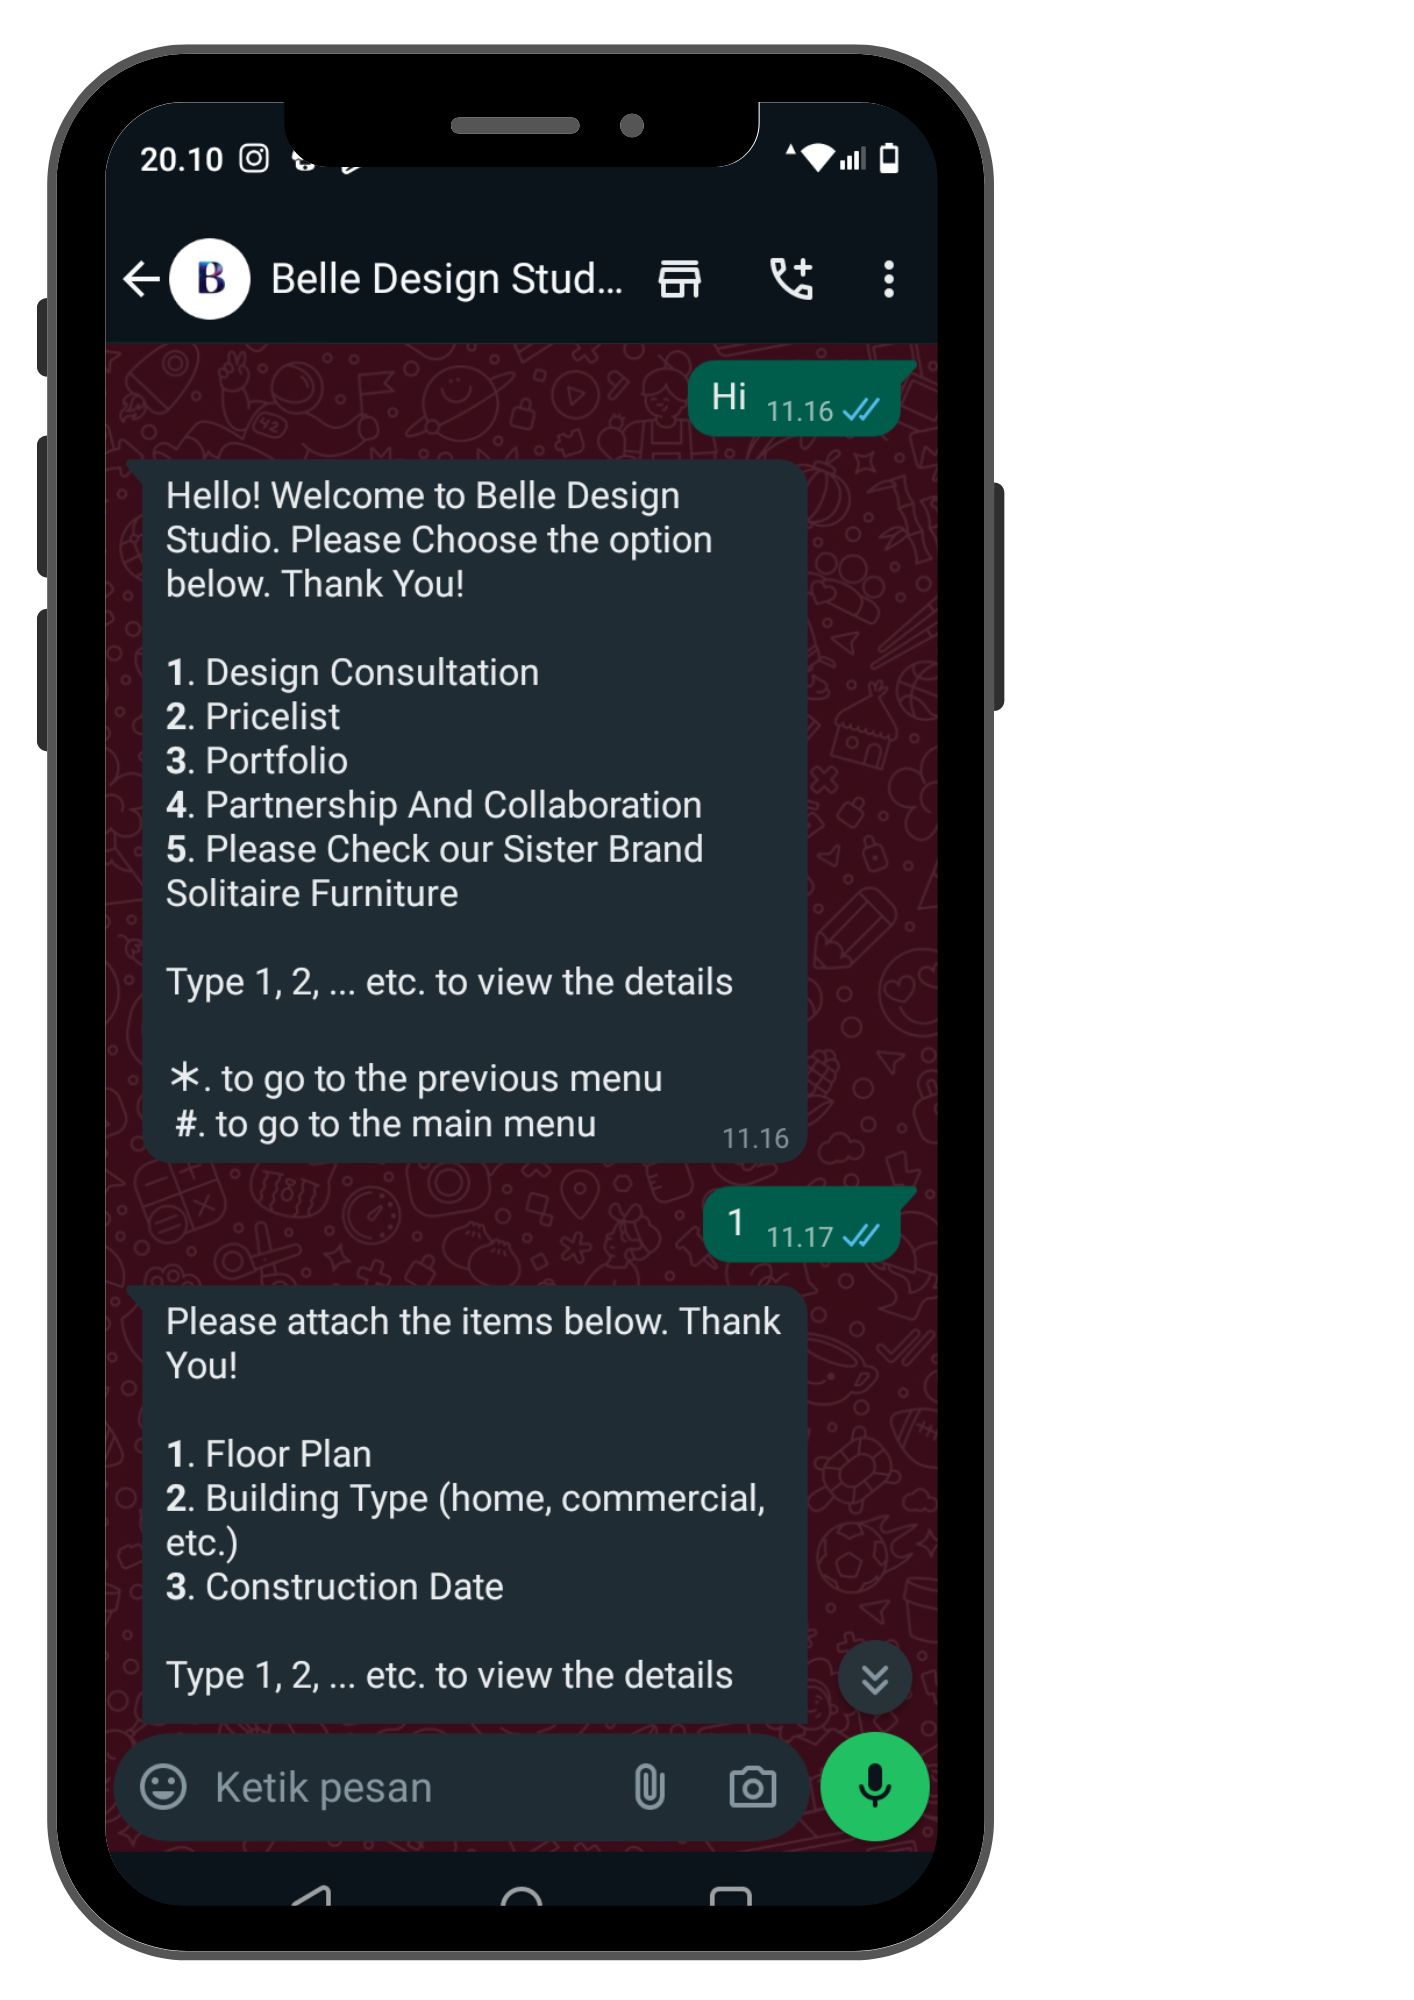 20.10
B Belle Design Stud...
Hi 11.16
Hello! Welcome to Belle Design
Studio. Please Choose the option
below. Thank You!
1. Design Consultation
2. Pricelist
3. Portfolio
4. Partnership And Collaboration
5. Please Check our Sister Brand
Solitaire Furniture
Type 1, 2, ... etc. to view the details
*. to go to the previous menu
#. to go to the main menu
11.16
1 11.17
Please attach the items below. Thank
You!
1. Floor Plan
2. Building Type (home, commercial,
etc.)
3. Construction Date
Type 1, 2, ... etc. to view the details
Ketik pesan